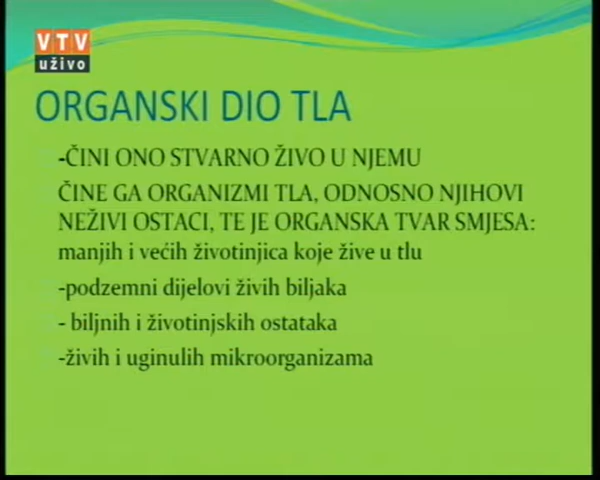 VTV
uživo
ORGANSKI DIO TLA
-ČINI ONO STVARNO ŽIVO U NJEMU
ČINE GA ORGANIZMI TLA, ODNOSNO NJIHOVI
NEŽIVI OSTACI, TE JE ORGANSKA TVAR SMJESA:
manjih i većih životinjica koje žive u tlu
-podzemni dijelovi živih biljaka
- biljnih i životinjskih ostataka
-živih i uginulih mikroorganizama